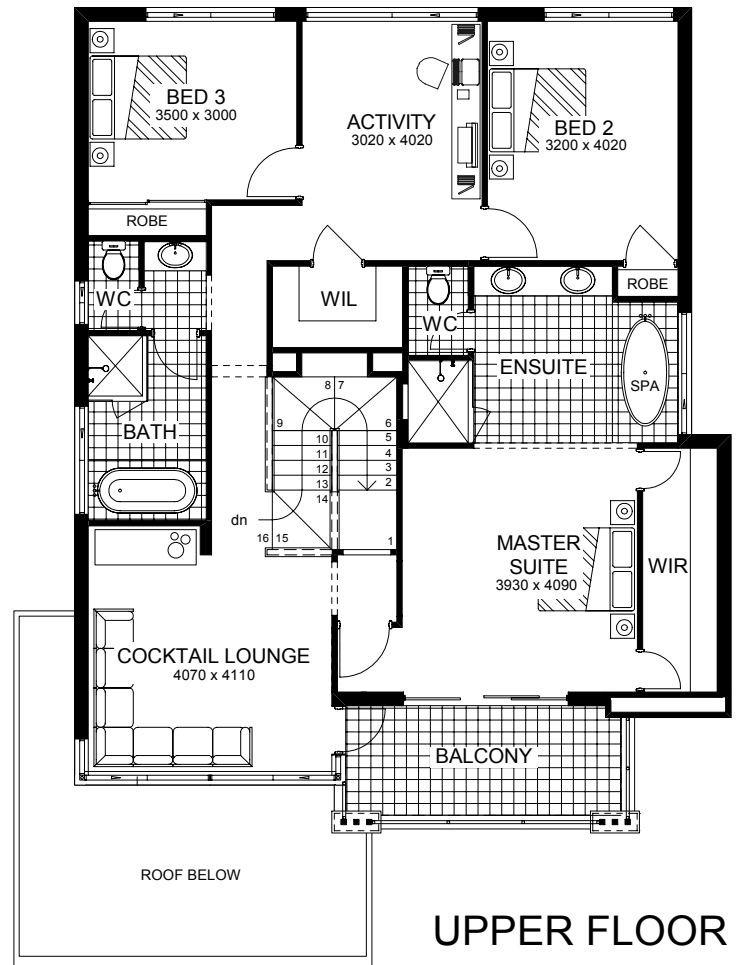 BED 3
3500 x 3000
ACTIVITY
3020 x 4020
BED 2
3200 x 4020
ROBE
WC
WIL
WC
ROBE
ENSUITE
SPA
BATH
8 7
9
6
10
5
11
4
12
3
13
2
14
dn
16 15
1
MASTER
SUITE
3930 x 4090
WIR
COCKTAIL LOUNGE
4070 x 4110
BALCONY
ROOF BELOW
UPPER FLOOR